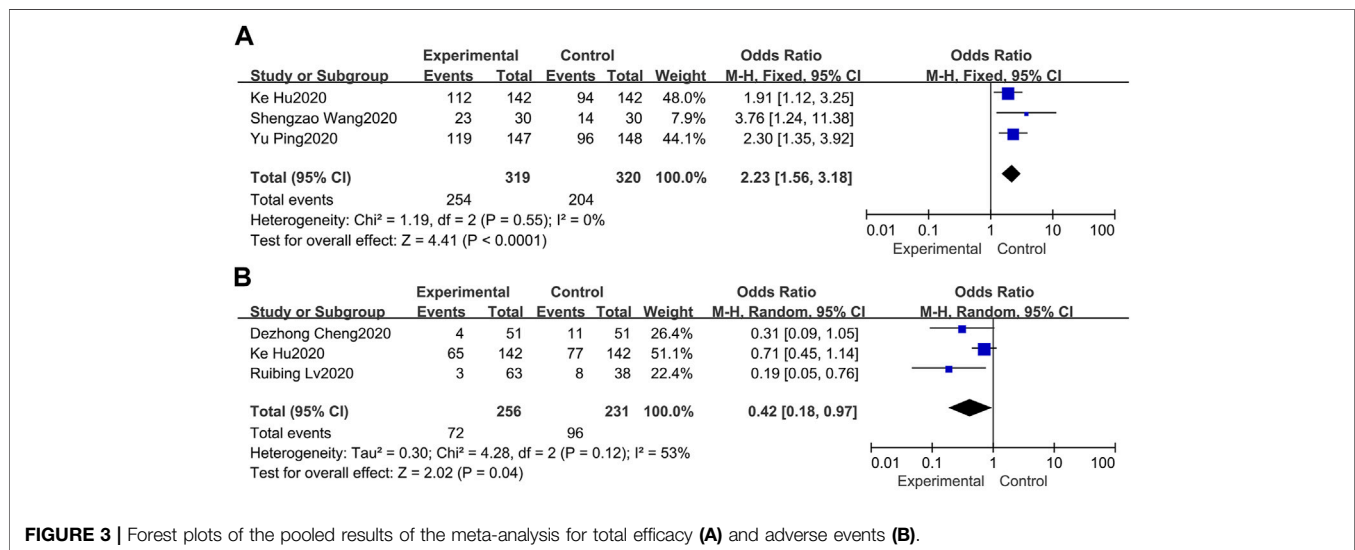 A
Experimental Control Odds Ratio Odds Ratio
Study or Subgroup Events Total Events Total Weight M-H, Fixed, 95% CI M-H, Fixed, 95% CI
Ke Hu2020 112 142 94 142 48.0% 1.91 [1.12, 3.25]
Shengzao Wang2020 23 30 14 30 7.9% 3.76 [1.24, 11.38]
Yu Ping2020 119 147 96 148 44.1% 2.30 [1.35, 3.92]
Total (95% CI) 319 320 100.0% 2.23 [1.56, 3.18]
Total events 254 204
Heterogeneity: Chi² = 1.19, df = 2 (P = 0.55); I² = 0%
Test for overall effect: Z = 4.41 (P < 0.0001)
0.01 0.1 1 10 100
Experimental Control
B
Experimental Control Odds Ratio Odds Ratio
Study or Subgroup Events Total Events Total Weight M-H, Random, 95% CI M-H, Random, 95% CI
Dezhong Cheng2020 4 51 11 51 26.4% 0.31 [0.09, 1.05]
Ke Hu2020 65 142 77 142 51.1% 0.71 [0.45, 1.14]
Ruibing Lv2020 3 63 8 38 22.4% 0.19 [0.05, 0.76]
Total (95% CI) 256 231 100.0% 0.42 [0.18, 0.97]
Total events 72 96
Heterogeneity: Tau² = 0.30; Chi² = 4.28, df = 2 (P = 0.12); I² = 53%
Test for overall effect: Z = 2.02 (P = 0.04)
0.01 0.1 1 10 100
Experimental Control
FIGURE 3 | Forest plots of the pooled results of the meta-analysis for total efficacy (A) and adverse events (B).